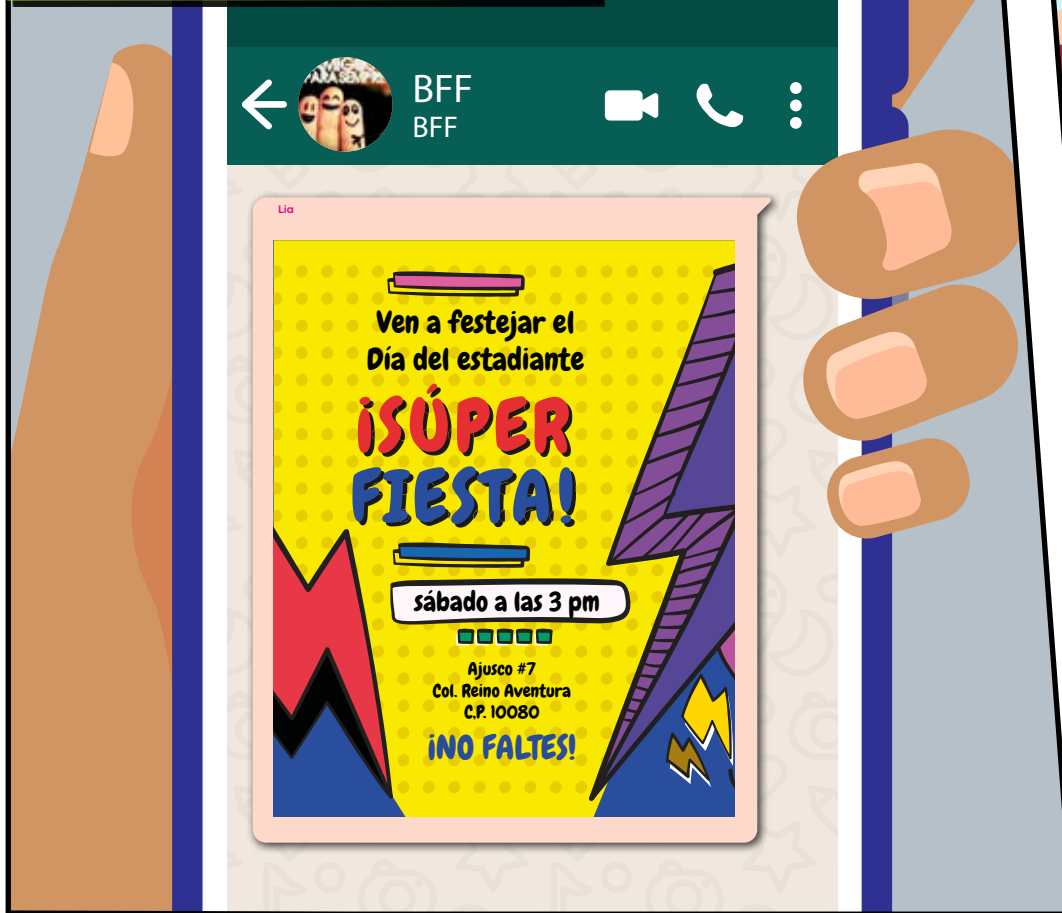 BFF
BFF
Lia
Ven a festejar el
Día del estadiante
¡SÚPER
FIESTA!
sábado a las 3 pm
Ajusco #7
Col. Reino Aventura
C.P. 10080
¡NO FALTES!